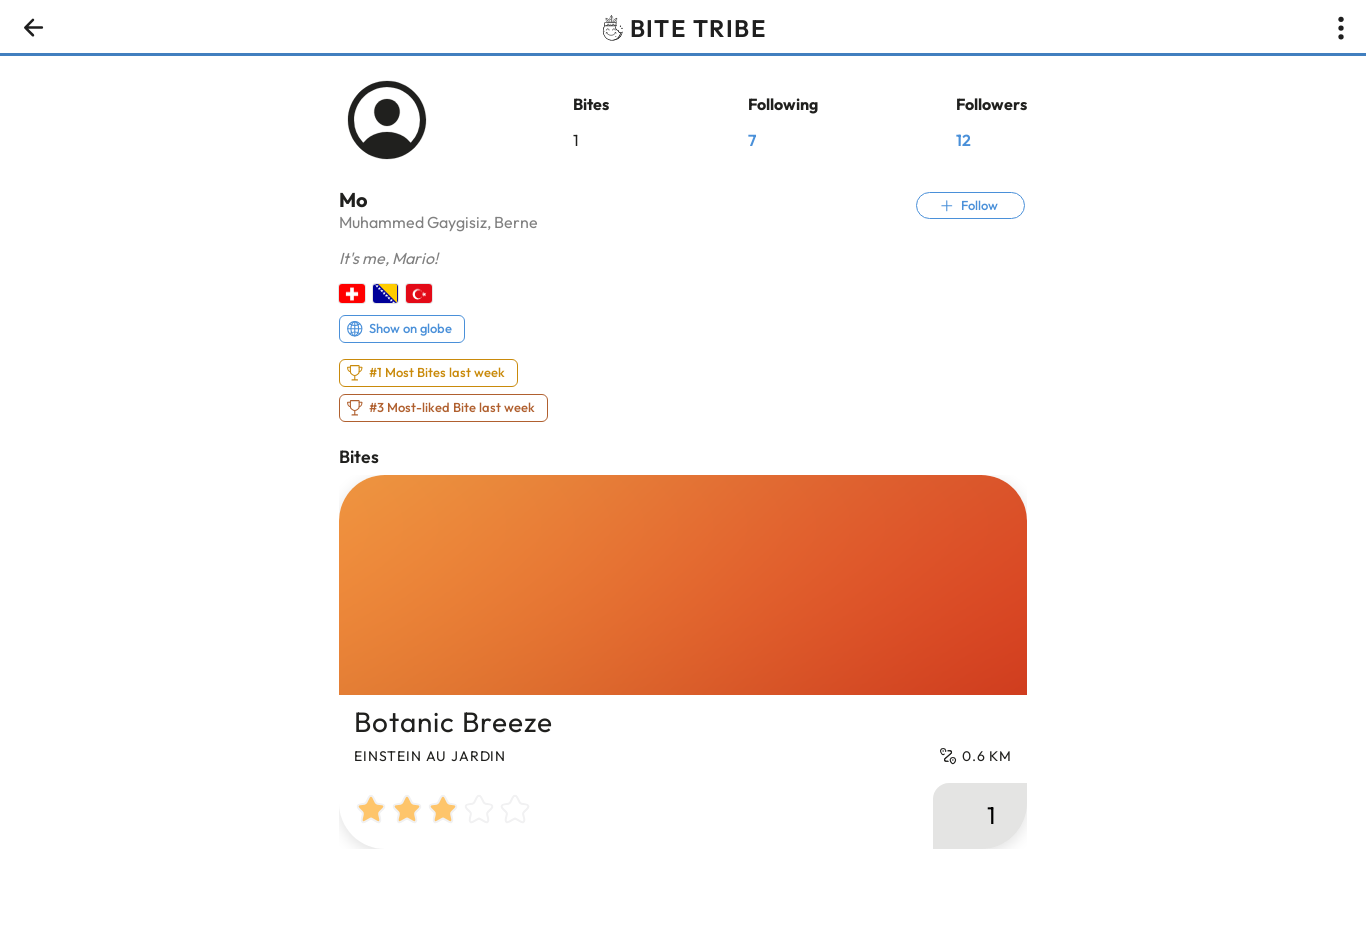 BITE TRIBE
Bites
Following
Followers
1
7
12
Mo
Follow
Muhammed Gaygisiz, Berne
It's me, Mario!
Show on globe
#1 Most Bites last week
#3 Most-liked Bite last week
Bites
Botanic Breeze
EINSTEIN AU JARDIN
0.6 KM
1